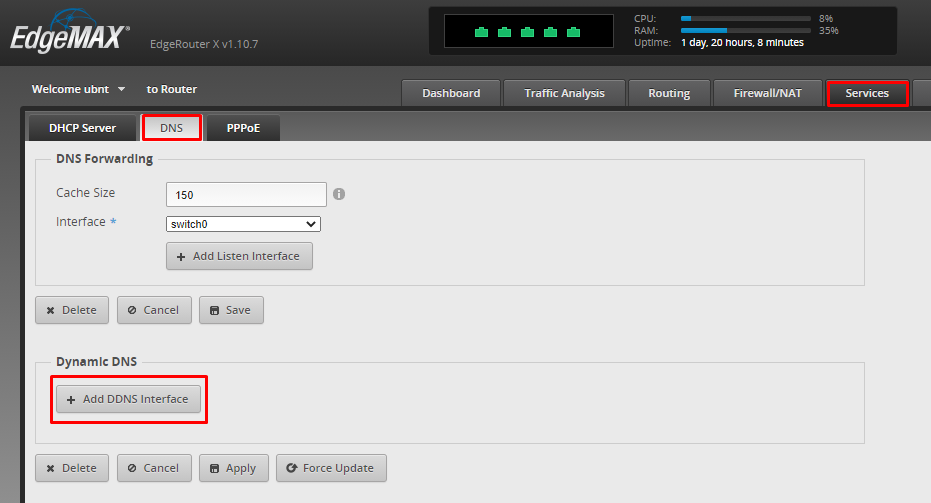 EdgeMAX®
EdgeRouter X v1.10.7
CPU: 8%
RAM: 35%
Uptime: 1 day, 20 hours, 8 minutes
Welcome ubnt to Router
Dashboard Traffic Analysis Routing Firewall/NAT Services
DHCP Server DNS PPPoE
DNS Forwarding
Cache Size 150
Interface * switch0
+ Add Listen Interface
Delete Cancel Save
Dynamic DNS
+ Add DDNS Interface
Delete Cancel Apply Force Update